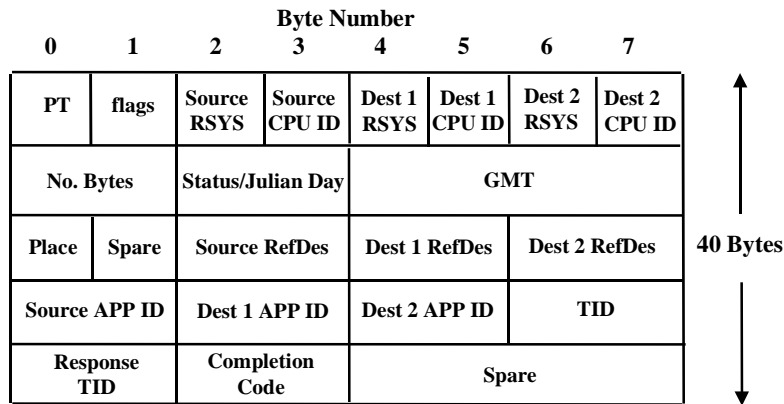 Byte Number
0 1 2 3 4 5 6 7
PT flags Source RSYS Source CPU ID Dest 1 RSYS Dest 1 CPU ID Dest 2 RSYS Dest 2 CPU ID
No. Bytes Status/Julian Day GMT
Place Spare Source RefDes Dest 1 RefDes Dest 2 RefDes
40 Bytes
Source APP ID Dest 1 APP ID Dest 2 APP ID TID
Response TID Completion Code Spare